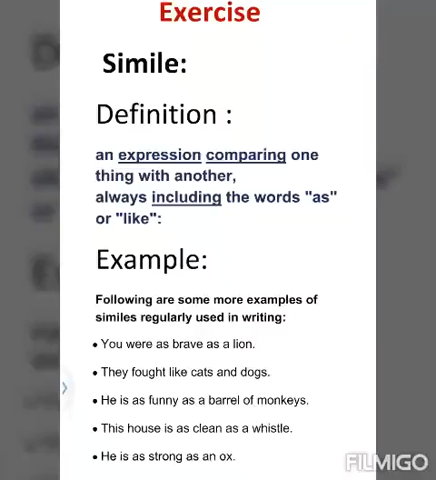 Exercise
Simile:
Definition :
an expression comparing one
thing with another,
always including the words "as"
or "like":
Example:
Following are some more examples of
similes regularly used in writing:
• You were as brave as a lion.
• They fought like cats and dogs.
• He is as funny as a barrel of monkeys.
• This house is as clean as a whistle.
• He is as strong as an ox.
FILMIGO